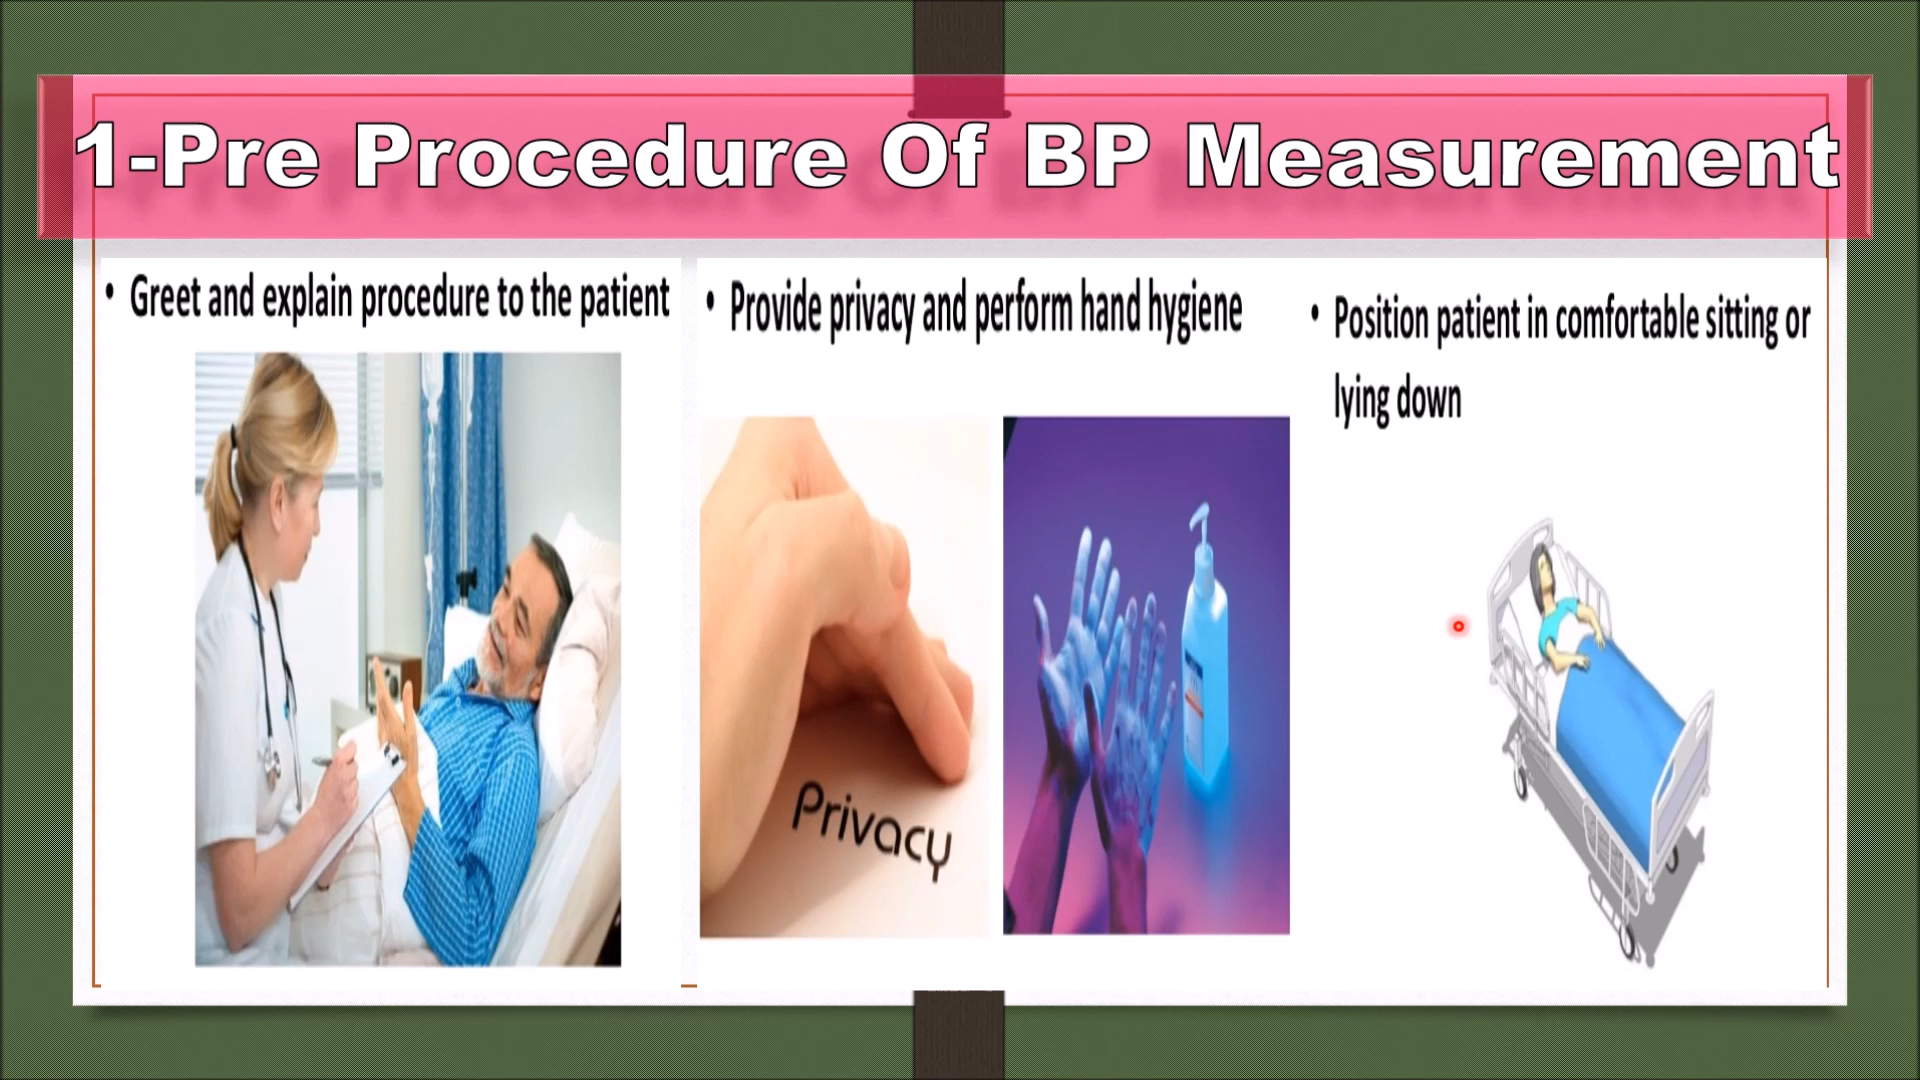 1-Pre Procedure Of BP Measurement
• Greet and explain procedure to the patient
• Provide privacy and perform hand hygiene
Privacy
• Position patient in comfortable sitting or
lying down